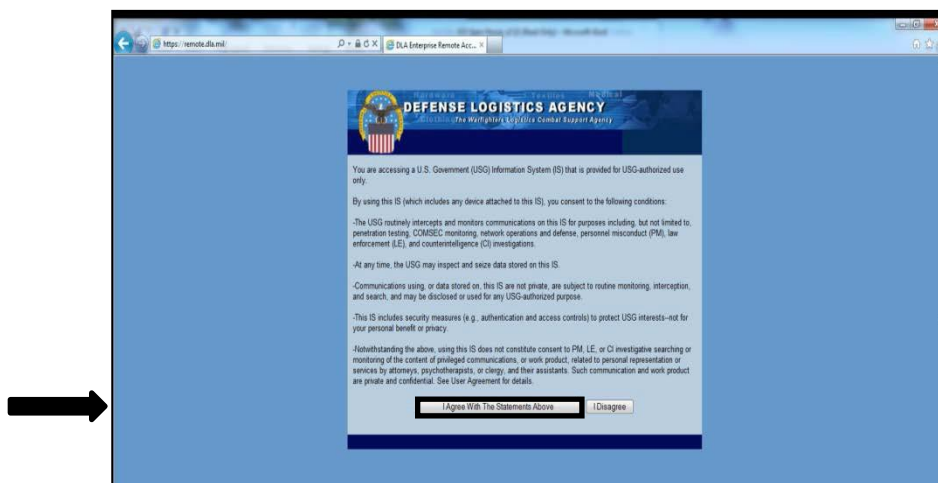 https://remote.dla.mil
DLA Enterprise Remote Acc...
Hardware Textiles Medical
DEFENSE LOGISTICS AGENCY
Clothing The Warfighters Logistics Combat Support Agency
You are accessing a U.S. Government (USG) Information System (IS) that is provided for USG-authorized use
only.
By using this IS (which includes any device attached to this IS), you consent to the following conditions:
-The USG routinely intercepts and monitors communications on this IS for purposes including, but not limited to,
penetration testing, COMSEC monitoring, network operations and defense, personnel misconduct (PM), law
enforcement (LE), and counterintelligence (CI) investigations.
-At any time, the USG may inspect and seize data stored on this IS.
-Communications using, or data stored on, this IS are not private, are subject to routine monitoring, interception,
and search, and may be disclosed or used for any USG-authorized purpose.
-This IS includes security measures (e.g., authentication and access controls) to protect USG interests--not for
your personal benefit or privacy.
-Notwithstanding the above, using this IS does not constitute consent to PM, LE, or CI investigative searching or
monitoring of the content of privileged communications, or work product, related to personal representation or
services by attorneys, psychotherapists, or clergy, and their assistants. Such communication and work product
are private and confidential. See User Agreement for details.
I Agree With The Statements Above I Disagree